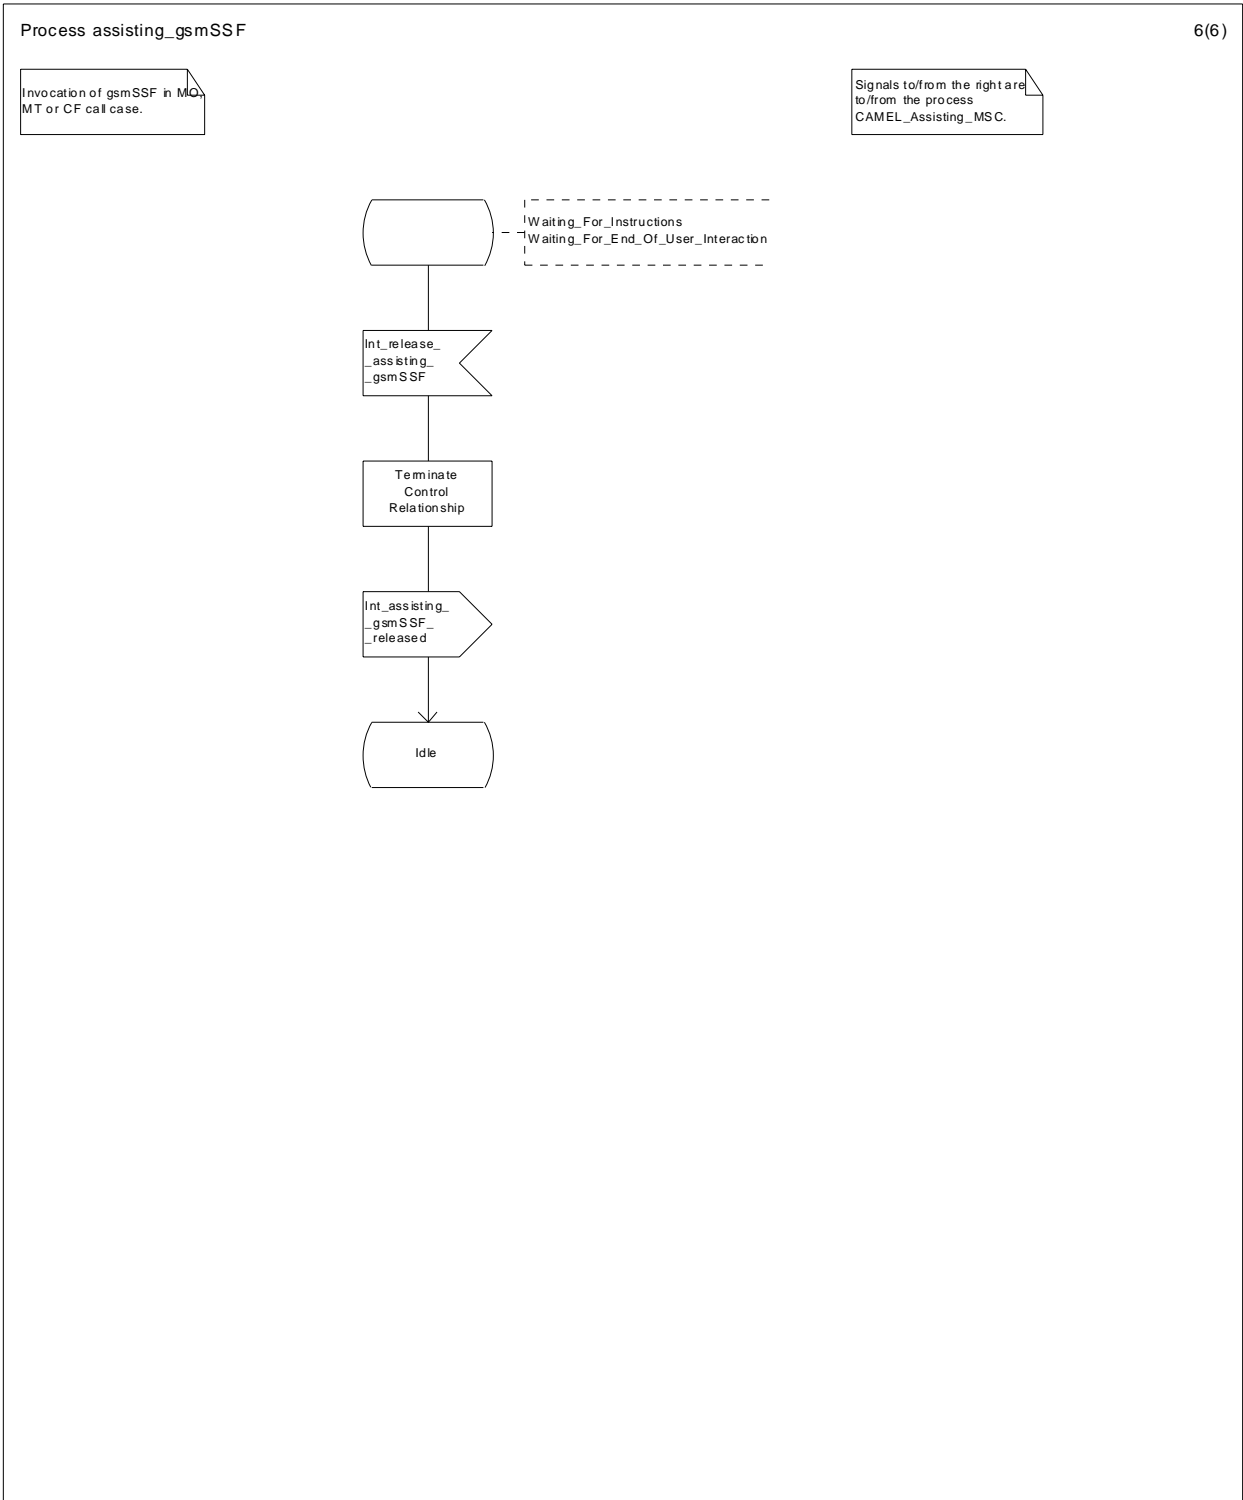 Process assisting_gsmSSF
6(6)
Invocation of gsmSSF in MO,
MT or CF call case.
Signals to/from the right are
to/from the process
CAMEL_Assisting_MSC.
Waiting_For_Instructions
Waiting_For_End_Of_User_Interaction
Int_release_
_assisting_
_gsmSSF
Terminate
Control
Relationship
Int_assisting_
_gsmSSF_
_released
Idle